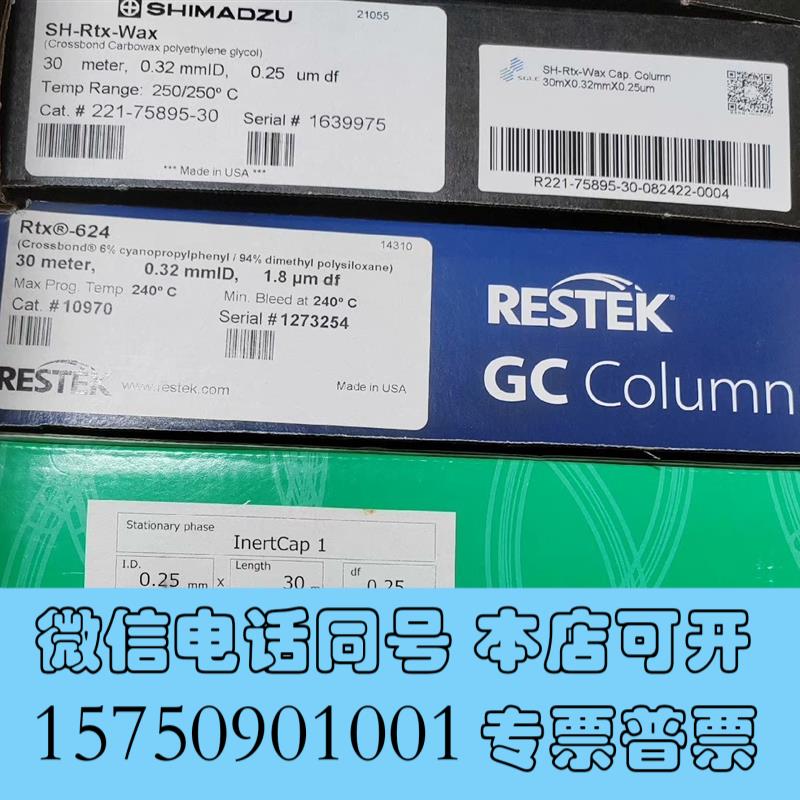 SHIMADZU
21055
SH-Rtx-Wax
(Crossbond Carbowax polyethylene glycol)
30 meter, 0.32 mmID, 0.25 um df
Temp Range: 250/250° C
Cat. # 221-75895-30 Serial # 1639975
*** Made in USA ***
SGLC
SH-Rtx-Wax Cap. Column
30mX0.32mmX0.25um
R221-75895-30-082422-0004
Rtx®-624
14310
(Crossbond® 6% cyanopropylphenyl / 94% dimethyl polysiloxane)
30 meter, 0.32 mmID, 1.8 µm df
Max Prog. Temp 240° C Min. Bleed at 240° C
Cat. #10970 Serial #1273254
RESTEK www.restek.com Made in USA
RESTEK®
GC Column
Stationary phase
InertCap 1
I.D. Length df
0.25 mm x 30 m 0.25
微信电话同号 本店可开
15750901001 专票普票